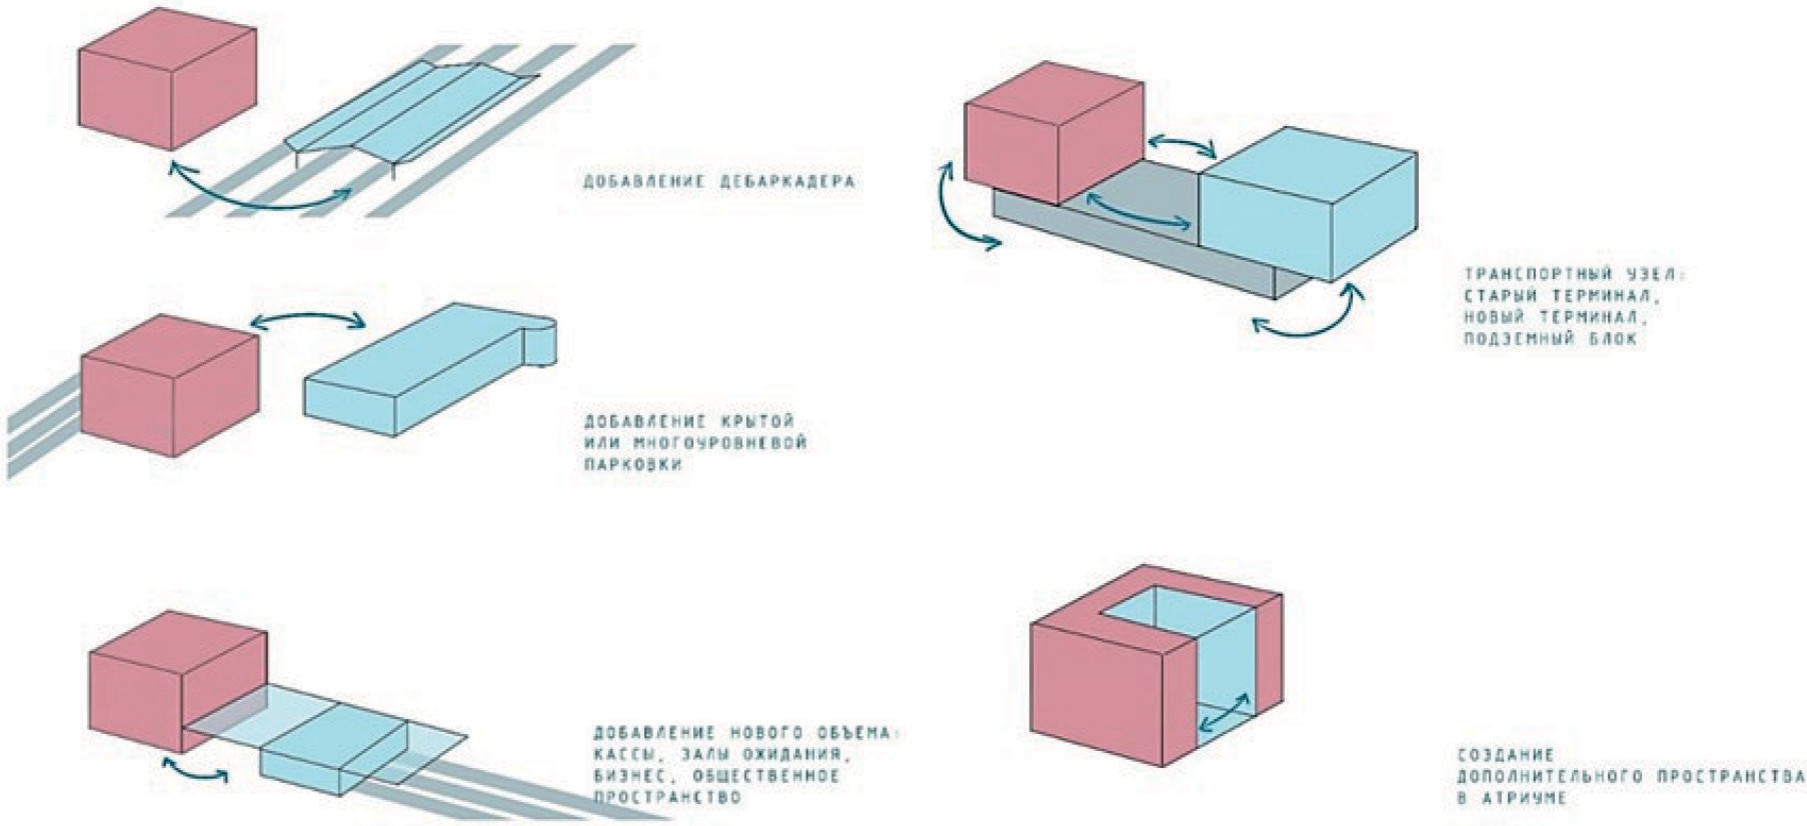 ДОБАВЛЕНИЕ ДЕБАРКАДЕРА
ДОБАВЛЕНИЕ КРЫТОЙ
ИЛИ МНОГОУРОВНЕВОЙ
ПАРКОВКИ
ДОБАВЛЕНИЕ НОВОГО ОБЪЕМА:
КАССЫ, ЗАЛЫ ОЖИДАНИЯ,
БИЗНЕС, ОБЩЕСТВЕННОЕ
ПРОСТРАНСТВО
ТРАНСПОРТНЫЙ УЗЕЛ:
СТАРЫЙ ТЕРМИНАЛ,
НОВЫЙ ТЕРМИНАЛ,
ПОДЗЕМНЫЙ БЛОК
СОЗДАНИЕ
ДОПОЛНИТЕЛЬНОГО ПРОСТРАНСТВА
В АТРИУМЕ